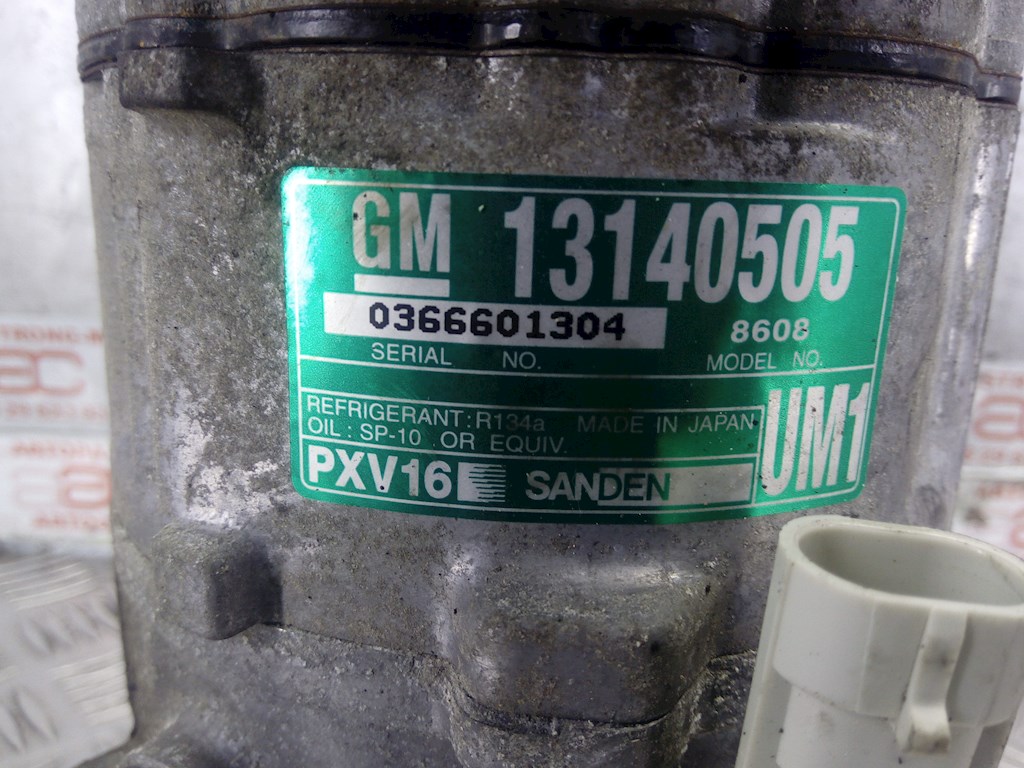 GM 13140505
0366601304 8608
SERIAL NO. MODEL NO.
REFRIGERANT: R134a MADE IN JAPAN
OIL: SP-10 OR EQUIV.
PXV16 SANDEN UM1